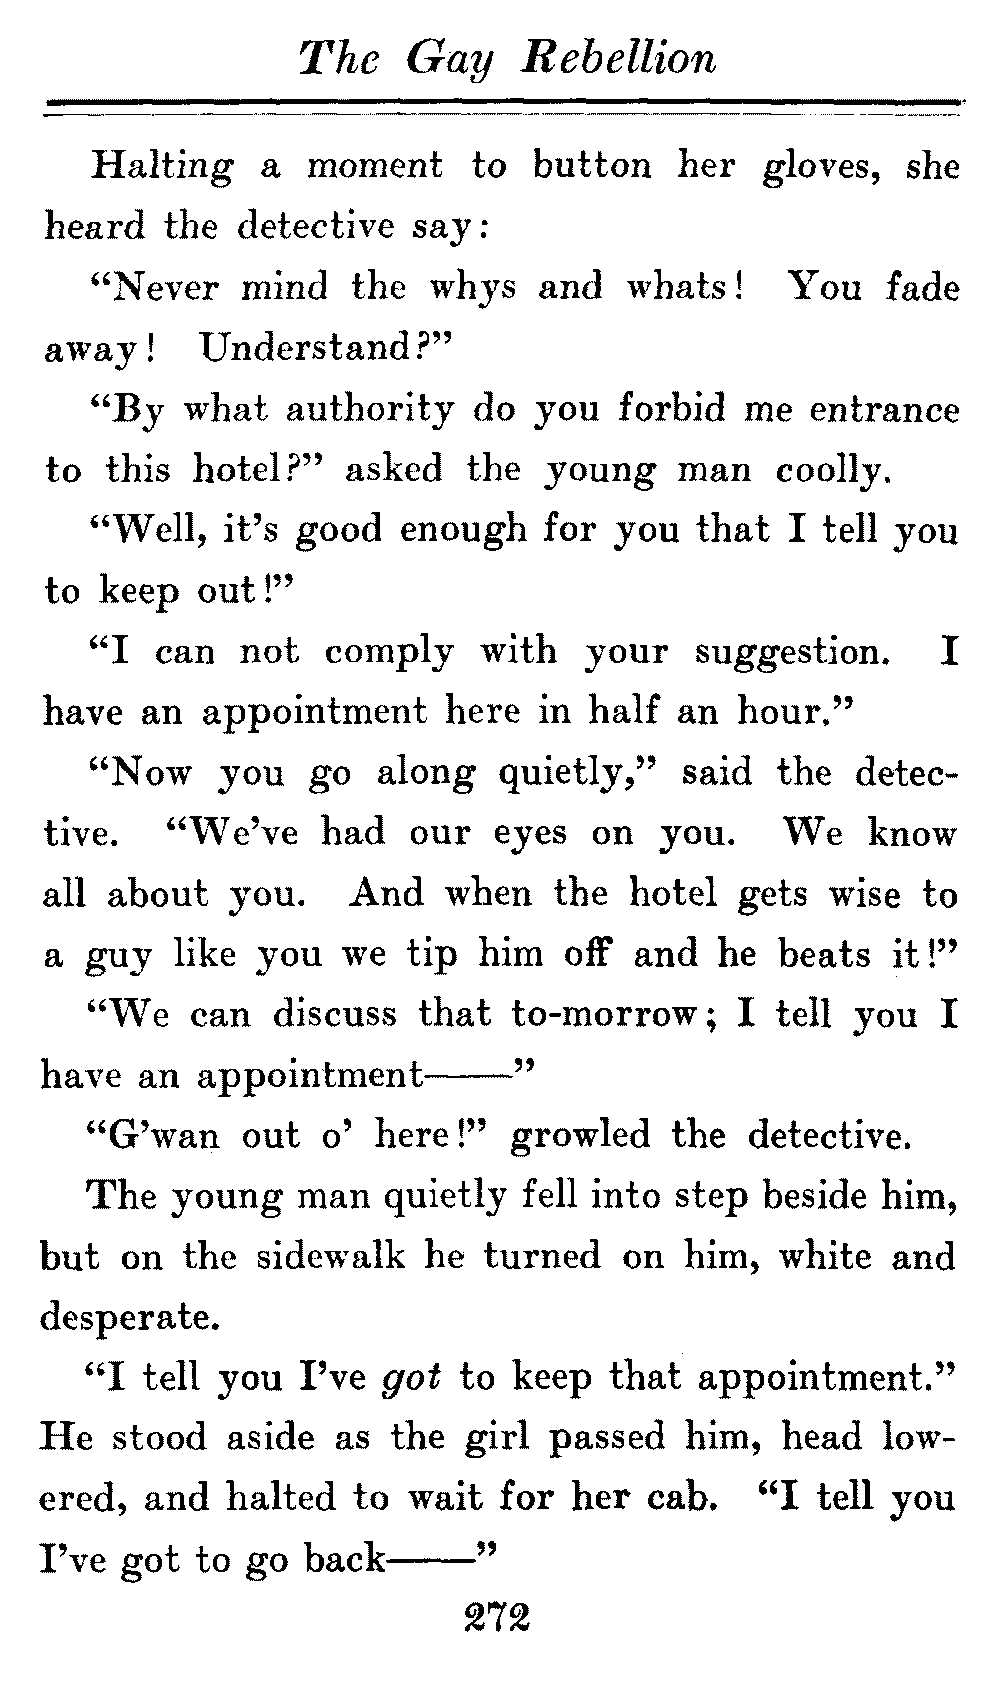 The Gay Rebellion
Halting a moment to button her gloves, she
heard the detective say:
“Never mind the whys and whats! You fade
away! Understand?”
“By what authority do you forbid me entrance
to this hotel?” asked the young man coolly.
“Well, it’s good enough for you that I tell you
to keep out!”
“I can not comply with your suggestion. I
have an appointment here in half an hour.”
“Now you go along quietly,” said the detec-
tive. “We’ve had our eyes on you. We know
all about you. And when the hotel gets wise to
a guy like you we tip him off and he beats it!”
“We can discuss that to-morrow; I tell you I
have an appointment——”
“G’wan out o’ here!” growled the detective.
The young man quietly fell into step beside him,
but on the sidewalk he turned on him, white and
desperate.
“I tell you I’ve got to keep that appointment.”
He stood aside as the girl passed him, head low-
ered, and halted to wait for her cab. “I tell you
I’ve got to go back——”
272